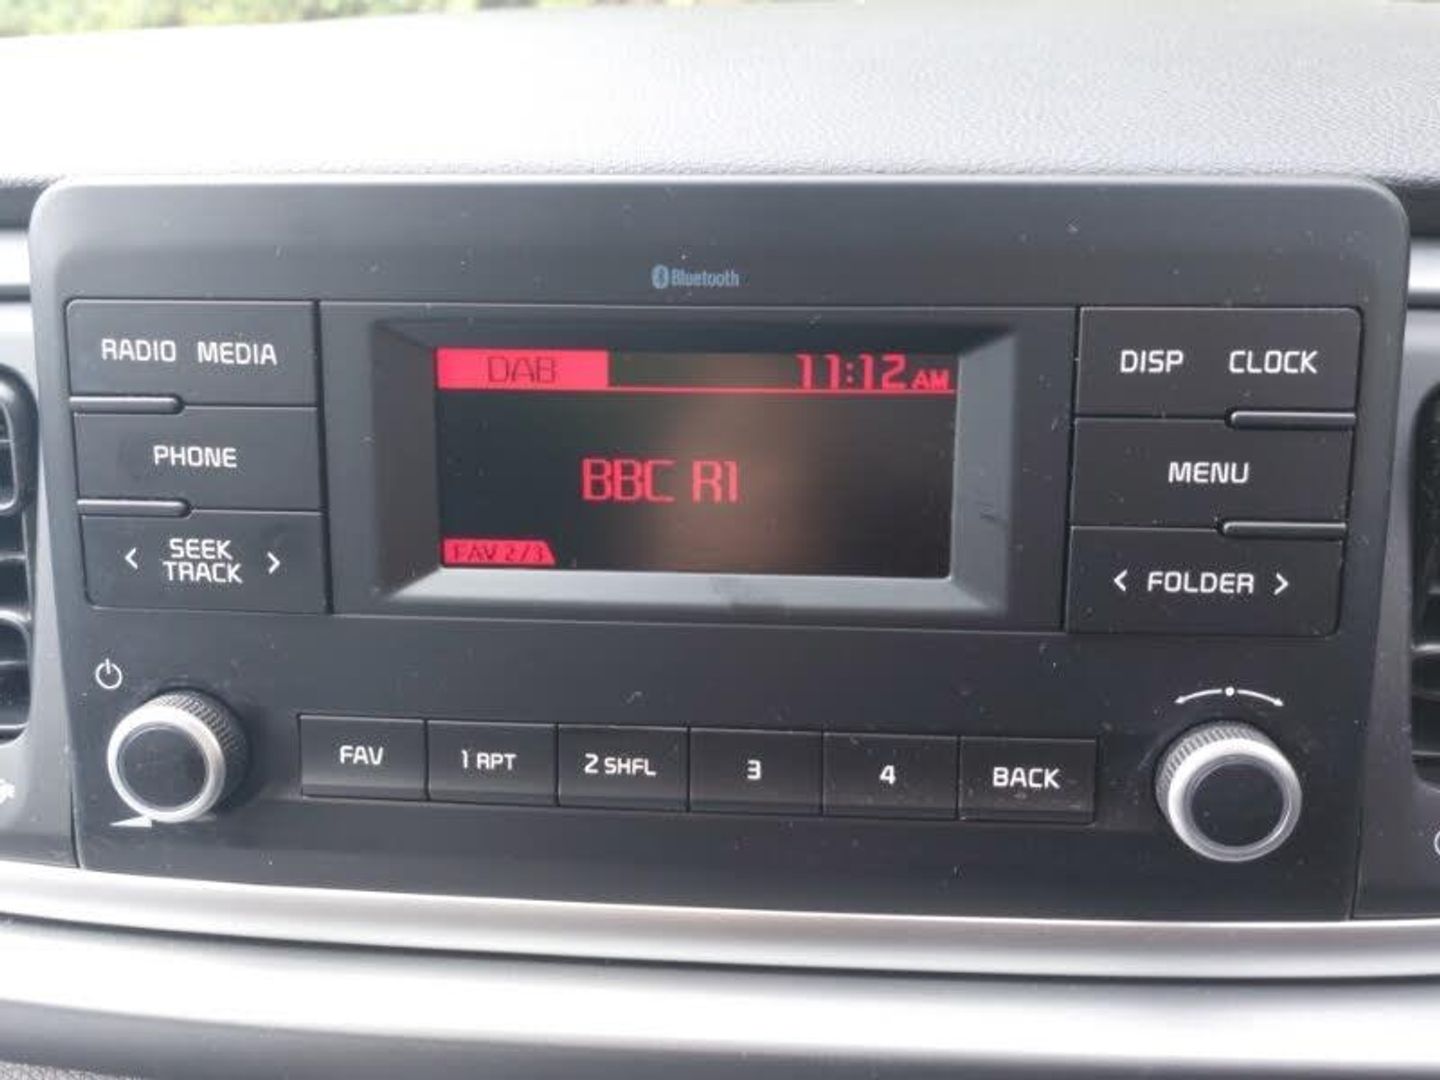 Bluetooth
RADIO MEDIA
DAB 11:12 AM
DISP CLOCK
PHONE
BBC R1
MENU
< SEEK TRACK >
FAV 2/3
< FOLDER >
FAV
1 RPT
2 SHFL
3
4
BACK